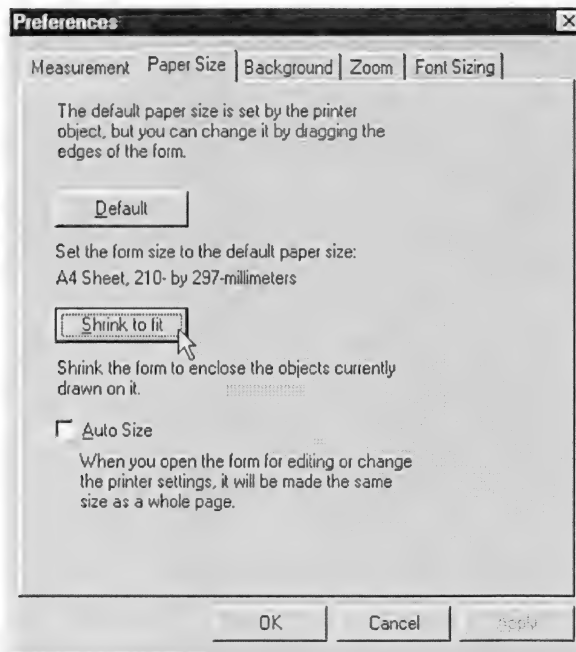 Preferences
Measurement Paper Size Background Zoom Font Sizing
The default paper size is set by the printer
object, but you can change it by dragging the
edges of the form.
Default
Set the form size to the default paper size:
A4 Sheet, 210- by 297-millimeters
Shrink to fit
Shrink the form to enclose the objects currently
drawn on it.
Auto Size
When you open the form for editing or change
the printer settings, it will be made the same
size as a whole page.
OK Cancel Apply